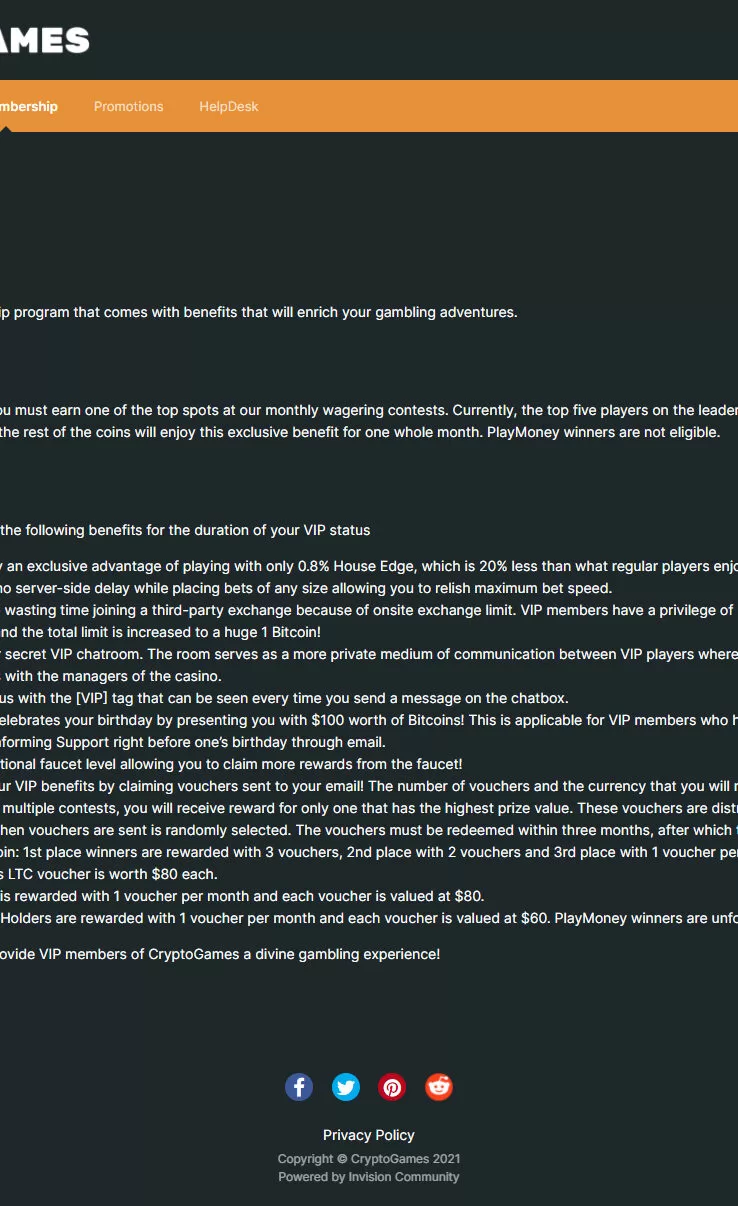 AMES
mbership Promotions HelpDesk
ip program that comes with benefits that will enrich your gambling adventures.
ou must earn one of the top spots at our monthly wagering contests. Currently, the top five players on the leader
the rest of the coins will enjoy this exclusive benefit for one whole month. PlayMoney winners are not eligible.
the following benefits for the duration of your VIP status
y an exclusive advantage of playing with only 0.8% House Edge, which is 20% less than what regular players enjo
no server-side delay while placing bets of any size allowing you to relish maximum bet speed.
wasting time joining a third-party exchange because of onsite exchange limit. VIP members have a privilege of
nd the total limit is increased to a huge 1 Bitcoin!
r secret VIP chatroom. The room serves as a more private medium of communication between VIP players where
s with the managers of the casino.
us with the [VIP] tag that can be seen every time you send a message on the chatbox.
elebrates your birthday by presenting you with $100 worth of Bitcoins! This is applicable for VIP members who h
nforming Support right before one’s birthday through email.
tional faucet level allowing you to claim more rewards from the faucet!
ur VIP benefits by claiming vouchers sent to your email! The number of vouchers and the currency that you will r
multiple contests, you will receive reward for only one that has the highest prize value. These vouchers are distr
hen vouchers are sent is randomly selected. The vouchers must be redeemed within three months, after which t
oin: 1st place winners are rewarded with 3 vouchers, 2nd place with 2 vouchers and 3rd place with 1 voucher per
s LTC voucher is worth $80 each.
is rewarded with 1 voucher per month and each voucher is valued at $80.
Holders are rewarded with 1 voucher per month and each voucher is valued at $60. PlayMoney winners are unfo
ovide VIP members of CryptoGames a divine gambling experience!
Privacy Policy
Copyright © CryptoGames 2021
Powered by Invision Community